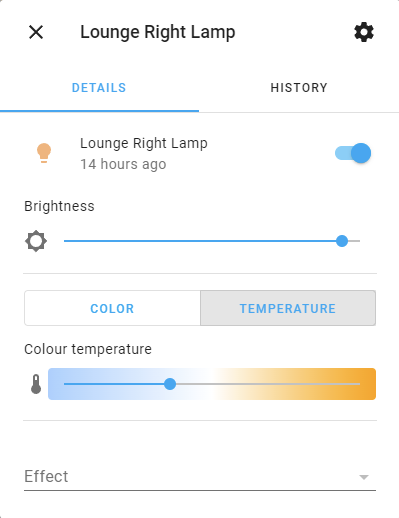 Lounge Right Lamp
DETAILS
HISTORY
Lounge Right Lamp
14 hours ago
Brightness
COLOR
TEMPERATURE
Colour temperature
Effect